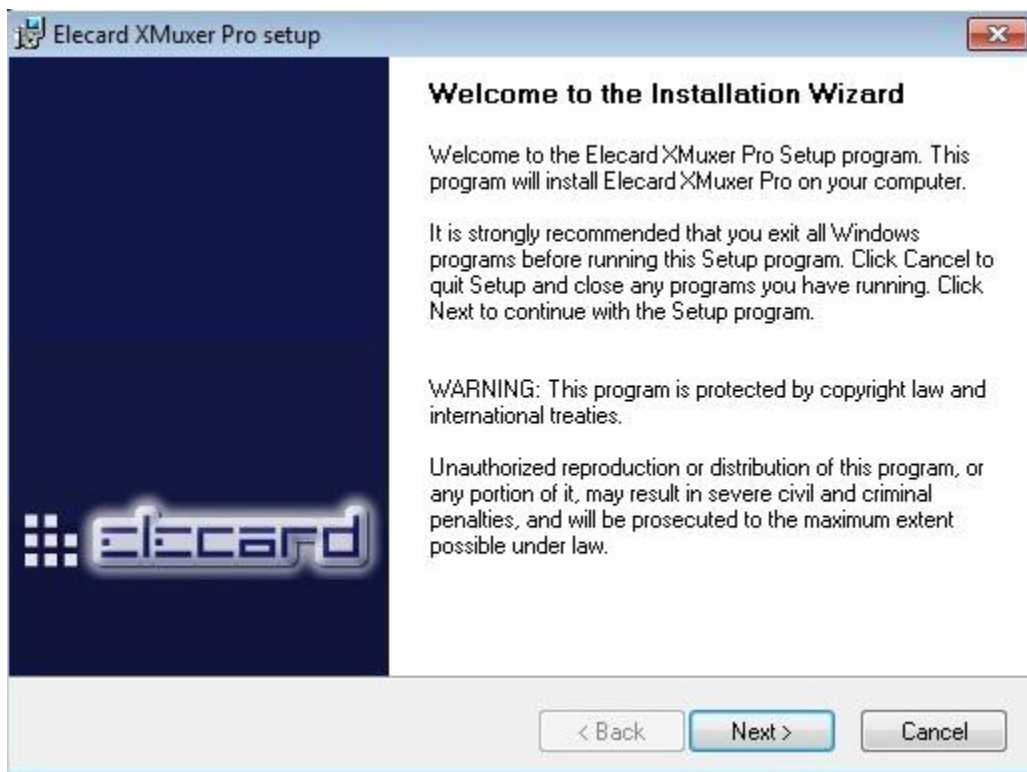 Elecard XMuxer Pro setup
Welcome to the Installation Wizard
Welcome to the Elecard XMuxer Pro Setup program. This
program will install Elecard XMuxer Pro on your computer.
It is strongly recommended that you exit all Windows
programs before running this Setup program. Click Cancel to
quit Setup and close any programs you have running. Click
Next to continue with the Setup program.
WARNING: This program is protected by copyright law and
international treaties.
Unauthorized reproduction or distribution of this program, or
any portion of it, may result in severe civil and criminal
penalties, and will be prosecuted to the maximum extent
possible under law.
elecard
< Back Next > Cancel